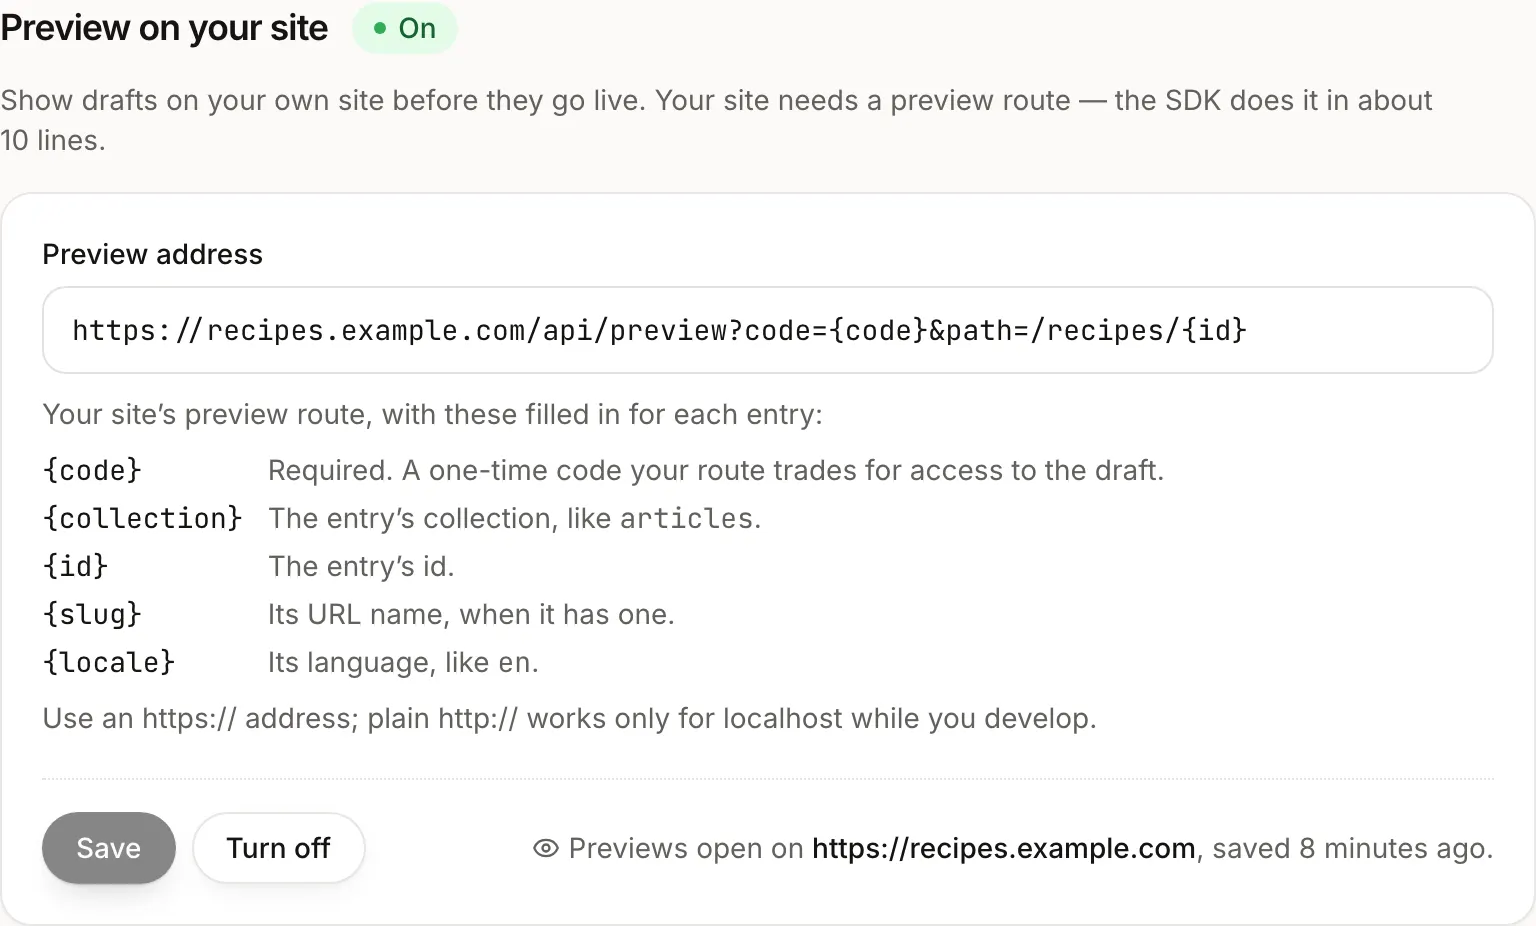 Preview on your site
On
Show drafts on your own site before they go live. Your site needs a preview route — the SDK does it in about
10 lines.
Preview address
https://recipes.example.com/api/preview?code={code}&path=/recipes/{id}
Your site’s preview route, with these filled in for each entry:
{code} Required. A one-time code your route trades for access to the draft.
{collection} The entry’s collection, like articles.
{id} The entry’s id.
{slug} Its URL name, when it has one.
{locale} Its language, like en.
Use an https:// address; plain http:// works only for localhost while you develop.
Save
Turn off
Previews open on https://recipes.example.com, saved 8 minutes ago.